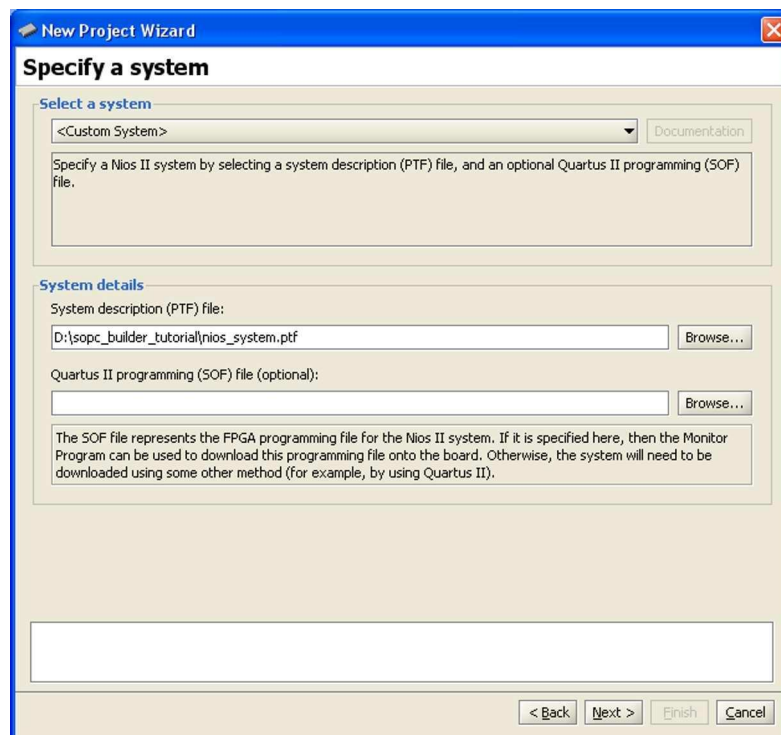 New Project Wizard
Specify a system
Select a system
<Custom System>
Documentation
Specify a Nios II system by selecting a system description (PTF) file, and an optional Quartus II programming (SOF)
file.
System details
System description (PTF) file:
D:\sopc_builder_tutorial\nios_system.ptf
Browse...
Quartus II programming (SOF) file (optional):
Browse...
The SOF file represents the FPGA programming file for the Nios II system. If it is specified here, then the Monitor
Program can be used to download this programming file onto the board. Otherwise, the system will need to be
downloaded using some other method (for example, by using Quartus II).
< Back
Next >
Finish
Cancel